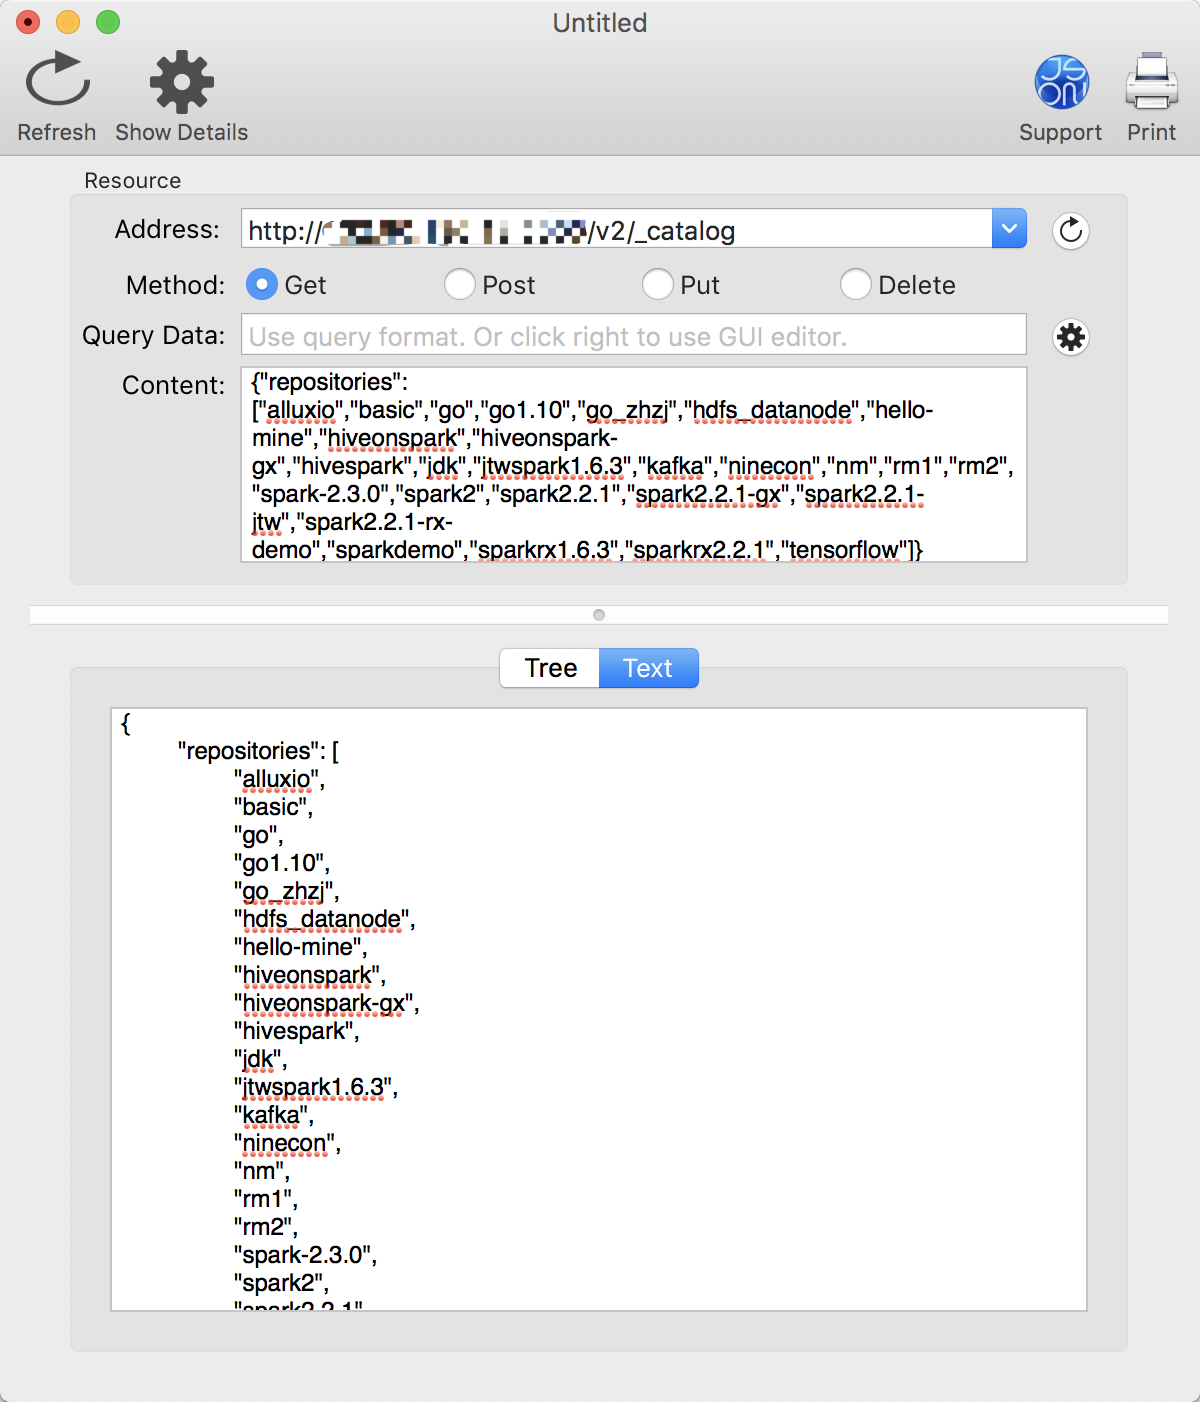 Untitled
Refresh Show Details Support Print
Resource
Address: http:// /v2/_catalog
Method: Get Post Put Delete
Query Data: Use query format. Or click right to use GUI editor.
Content: {"repositories":
["alluxio","basic","go","go1.10","go_zhzj","hdfs_datanode","hello-
mine","hiveonspark","hiveonspark-
gx","hivespark","jdk","jtwspark1.6.3","kafka","ninecon","nm","rm1","rm2",
"spark-2.3.0","spark2","spark2.2.1","spark2.2.1-gx","spark2.2.1-
jtw","spark2.2.1-rx-
demo","sparkdemo","sparkrx1.6.3","sparkrx2.2.1","tensorflow"]}
Tree Text
{
"repositories": [
"alluxio",
"basic",
"go",
"go1.10",
"go_zhzj",
"hdfs_datanode",
"hello-mine",
"hiveonspark",
"hiveonspark-gx",
"hivespark",
"jdk",
"jtwspark1.6.3",
"kafka",
"ninecon",
"nm",
"rm1",
"rm2",
"spark-2.3.0",
"spark2",
"spark2.2.1"